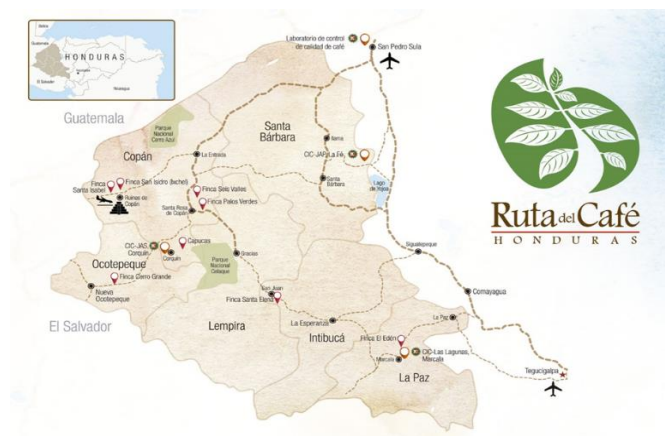 Belize
Guatemala
HONDURAS
El Salvador
Nicaragua
Guatemala
El Salvador
Laboratorio de control
de calidad de café
San Pedro Sula
Parque
Nacional
Cerro Azul
Copán
Santa
Bárbara
La Entrada
CIC-JAF, La Fé,
Santa
Bárbara
Lago
de Yojoa
Finca
Santa Isabel
Finca San Isidro (Ixchel)
Ruinas de
Copán
Finca Seis Valles
Finca Palos Verdes
Santa Rosa
de Copán
CIC-JAS,
Corquín
Capucas
Corquín
Gracias
Ocotepeque
Parque
Nacional
Celaque
Finca Cerro Grande
Nueva
Ocotepeque
San Juan
Finca Santa Elena
Siguatepeque
Comayagua
Lempira
La Esperanza
Intibucá
La Paz
Finca El Edén
CIC-Las Lagunas,
Marcala
Marcala
La Paz
Tegucigalpa
Ruta del Café
HONDURAS